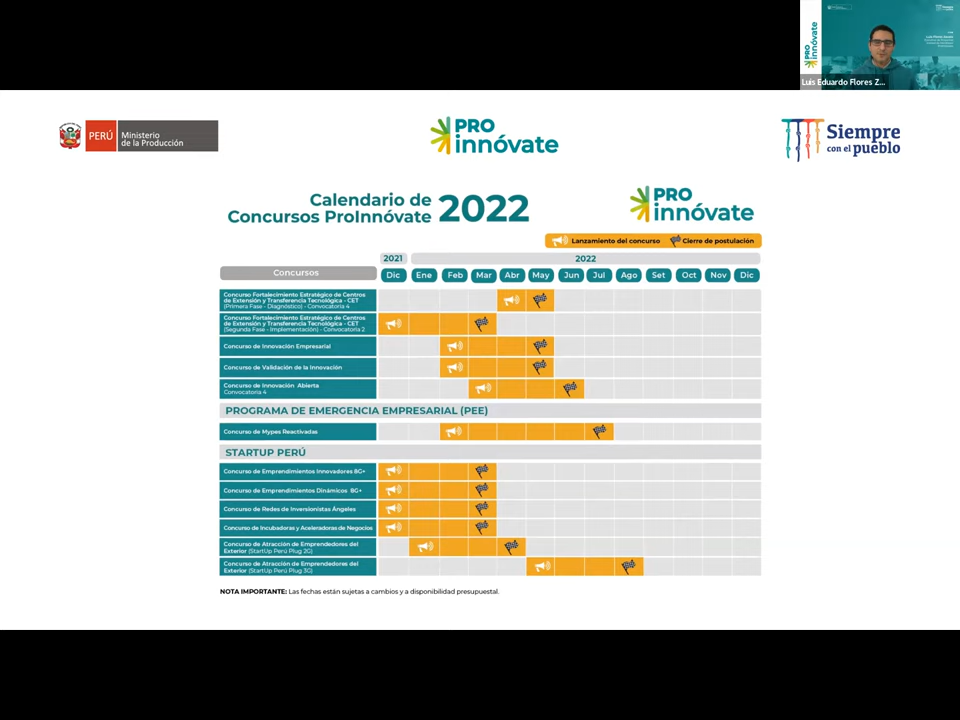 PRO
innóvate
Luis Eduardo Flores Z...
PERÚ
Ministerio
de la Producción
PRO
innóvate
Siempre
con el pueblo
Calendario de
Concursos ProInnóvate
2022
PRO
innóvate
Lanzamiento del concurso
Cierre de postulación
2021
2022
Concursos
Dic Ene Feb Mar Abr May Jun Jul Ago Set Oct Nov Dic
Concurso Fortalecimiento Estratégico de Centros
de Extensión y Transferencia Tecnológica - CET
(Primera Fase - Diagnóstico) - Convocatoria 4
Concurso Fortalecimiento Estratégico de Centros
de Extensión y Transferencia Tecnológica - CET
(Segunda Fase - Implementación) - Convocatoria 2
Concurso de Innovación Empresarial
Concurso de Validación de la Innovación
Concurso de Innovación Abierta
Convocatoria 4
PROGRAMA DE EMERGENCIA EMPRESARIAL (PEE)
Concurso de Mypes Reactivadas
STARTUP PERÚ
Concurso de Emprendimientos Innovadores 8G+
Concurso de Emprendimientos Dinámicos 8G+
Concurso de Redes de Inversionistas Ángeles
Concurso de Incubadoras y Aceleradoras de Negocios
Concurso de Atracción de Emprendedores del
Exterior (StartUp Perú Plug 2G)
Concurso de Atracción de Emprendedores del
Exterior (StartUp Perú Plug 3G)
NOTA IMPORTANTE: Las fechas están sujetas a cambios y a disponibilidad presupuestal.